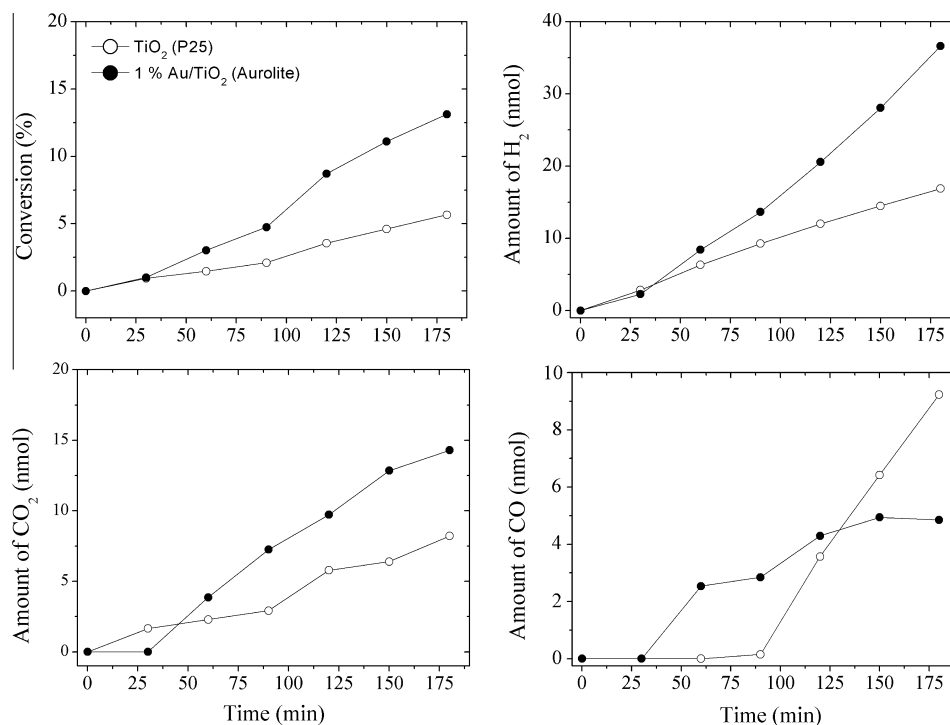 20
15
10
5
0
Conversion (%)
TiO2 (P25)
1 % Au/TiO2 (Aurolite)
0 25 50 75 100 125 150 175
40
30
20
10
0
Amount of H2 (nmol)
0 25 50 75 100 125 150 175
20
15
10
5
0
Amount of CO2 (nmol)
0 25 50 75 100 125 150 175
Time (min)
10
8
6
4
2
0
Amount of CO (nmol)
0 25 50 75 100 125 150 175
Time (min)